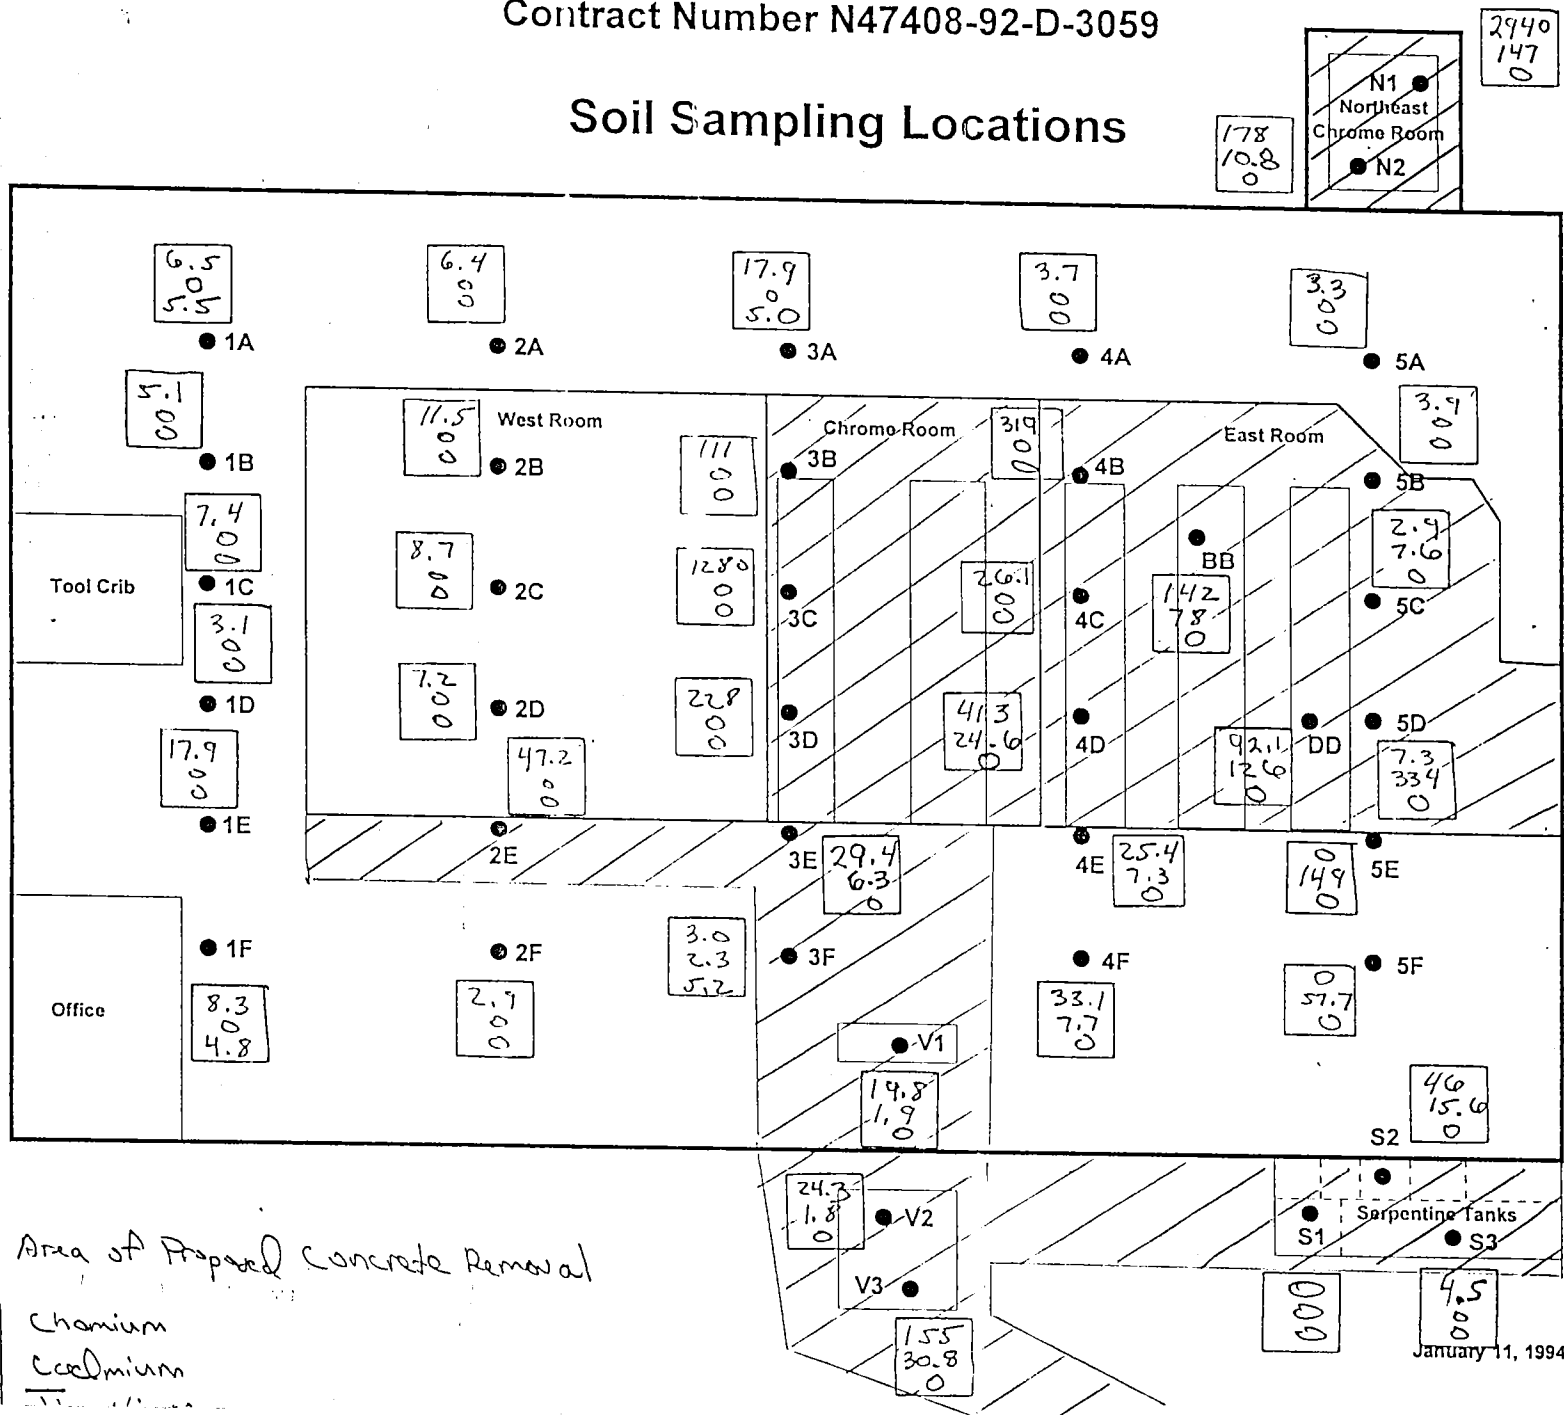 Contract Number N47408-92-D-3059
Soil Sampling Locations
2940
147
0
N1
Northeast
Chrome Room
N2
178
10.8
0
6.5
0
5.5
1A
6.4
0
0
2A
17.9
0
5.0
3A
3.7
0
0
4A
3.3
0
0
5A
5.1
0
0
1B
11.5
0
0
West Room
2B
111
0
0
Chrome Room
3B
319
0
0
4B
East Room
3.9
0
0
5B
Tool Crib
7.4
0
0
1C
8.7
0
0
2C
1280
0
0
3C
26.1
0
0
4C
BB
142
78
0
2.9
7.6
0
5C
3.1
0
0
1D
7.2
0
0
2D
228
0
0
3D
41.3
24.6
0
4D
92.1
126
0
DD
5D
7.3
334
0
17.9
0
0
1E
47.2
0
0
2E
3E
29.4
6.3
0
4E
25.4
7.3
0
0
149
0
5E
Office
1F
8.3
0
4.8
2F
2.9
0
0
3.0
2.3
5.2
3F
4F
33.1
7.7
0
0
57.7
0
5F
V1
19.8
1.9
0
46
15.6
0
S2
24.3
1.8
0
V2
V3
155
30.8
0
Serpentine Tanks
S1
S3
0
0
0
4.5
0
0
January 11, 1994
Area of Proposed Concrete Removal
Chomium
Cadmium